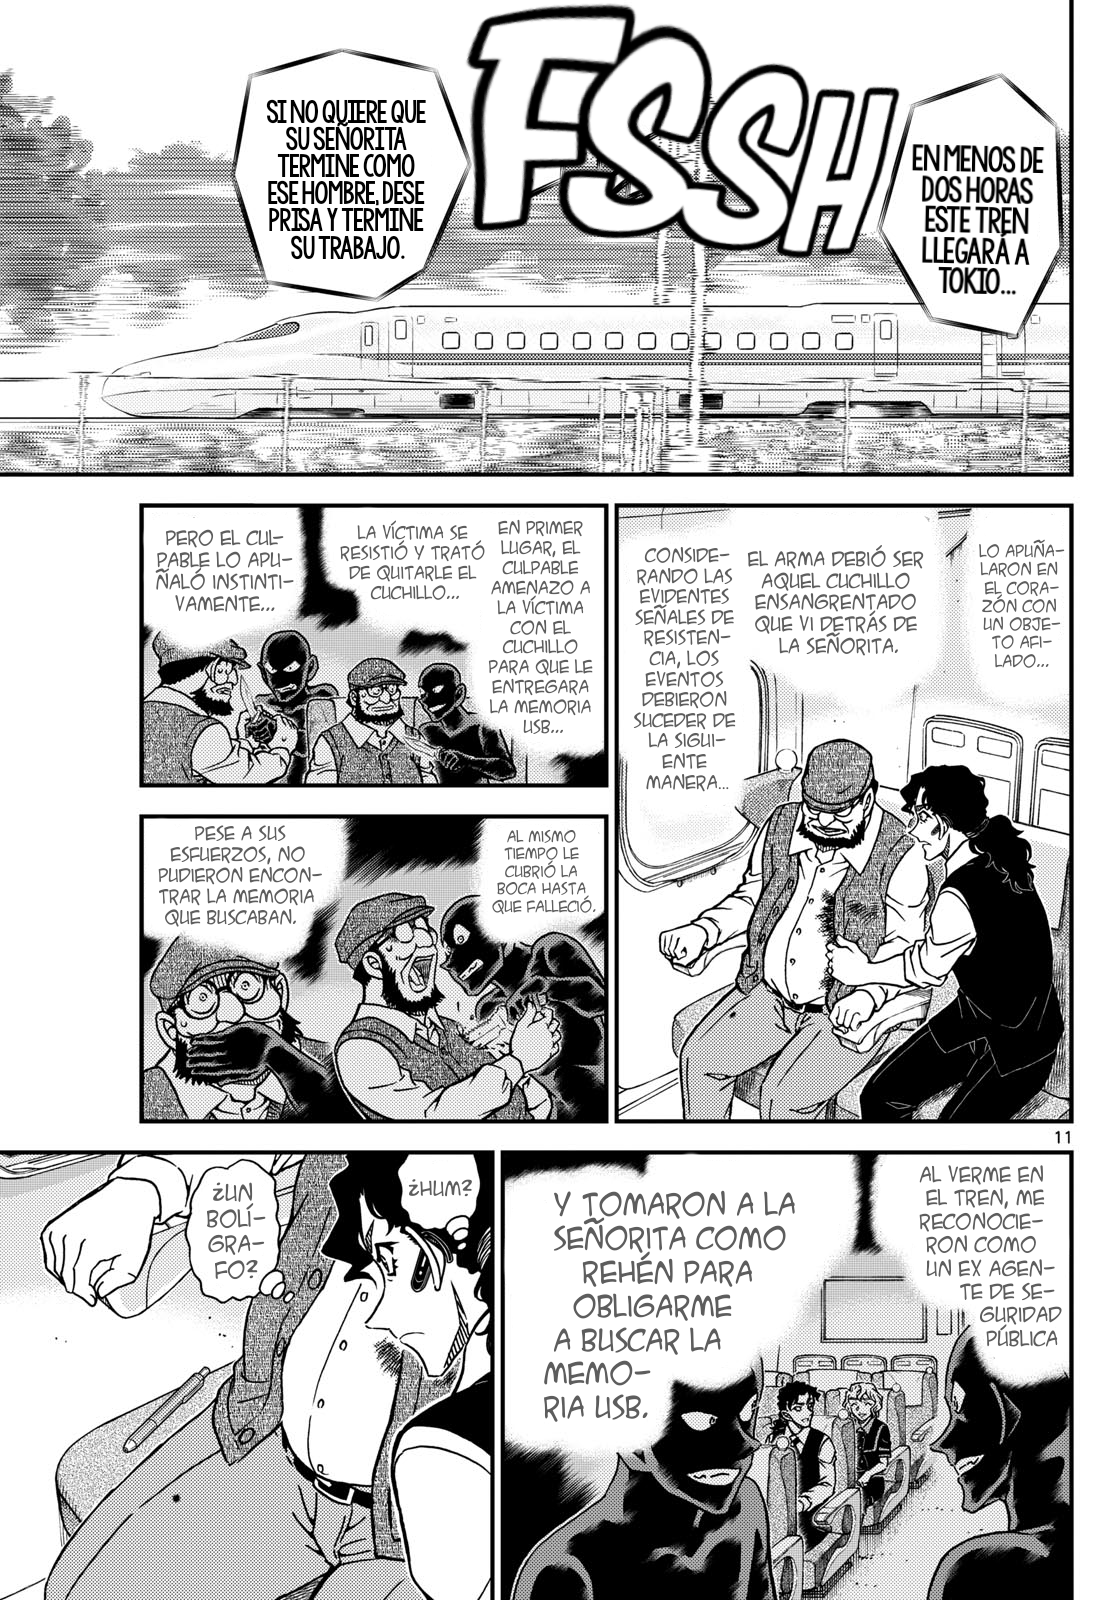 EN MENOS DE
DOS HORAS
ESTE TREN
LLEGARÁ A
TOKIO...
FSSH
SI NO QUIERE QUE
SU SEÑORITA
TERMINE COMO
ESE HOMBRE, DESE
PRISA Y TERMINE
SU TRABAJO.
LO APUÑA-
LARON EN
EL CORA-
ZÓN CON
UN OBJE-
TO AFI-
LADO...
EL ARMA DEBIÓ SER
AQUEL CUCHILLO
ENSANGRENTADO
QUE VI DETRÁS DE
LA SEÑORITA.
CONSIDE-
RANDO LAS
EVIDENTES
SEÑALES DE
RESISTEN-
CIA, LOS
EVENTOS
DEBIERON
SUCEDER DE
LA SIGUI-
ENTE
MANERA...
EN PRIMER
LUGAR, EL
CULPABLE
AMENAZO A
LA VÍCTIMA
CON EL
CUCHILLO
PARA QUE LE
ENTREGARA
LA MEMORIA
USB...
LA VÍCTIMA SE
RESISTIÓ Y TRATÓ
DE QUITARLE EL
CUCHILLO...
PERO EL CUL-
PABLE LO APU-
ÑALÓ INSTINTI-
VAMENTE...
AL MISMO
TIEMPO LE
CUBRIÓ LA
BOCA HASTA
QUE FALLECIÓ.
PESE A SUS
ESFUERZOS, NO
PUDIERON ENCON-
TRAR LA MEMORIA
QUE BUSCABAN.
11
AL VERME EN
EL TREN, ME
RECONOCIE-
RON COMO
UN EX AGEN-
TE DE SE-
GURIDAD
PÚBLICA
Y TOMARON A LA
SEÑORITA COMO
REHÉN PARA
OBLIGARME
A BUSCAR LA
MEMO-
RIA USB.
¿HUM?
¿UN
BOLÍ-
GRA-
FO?